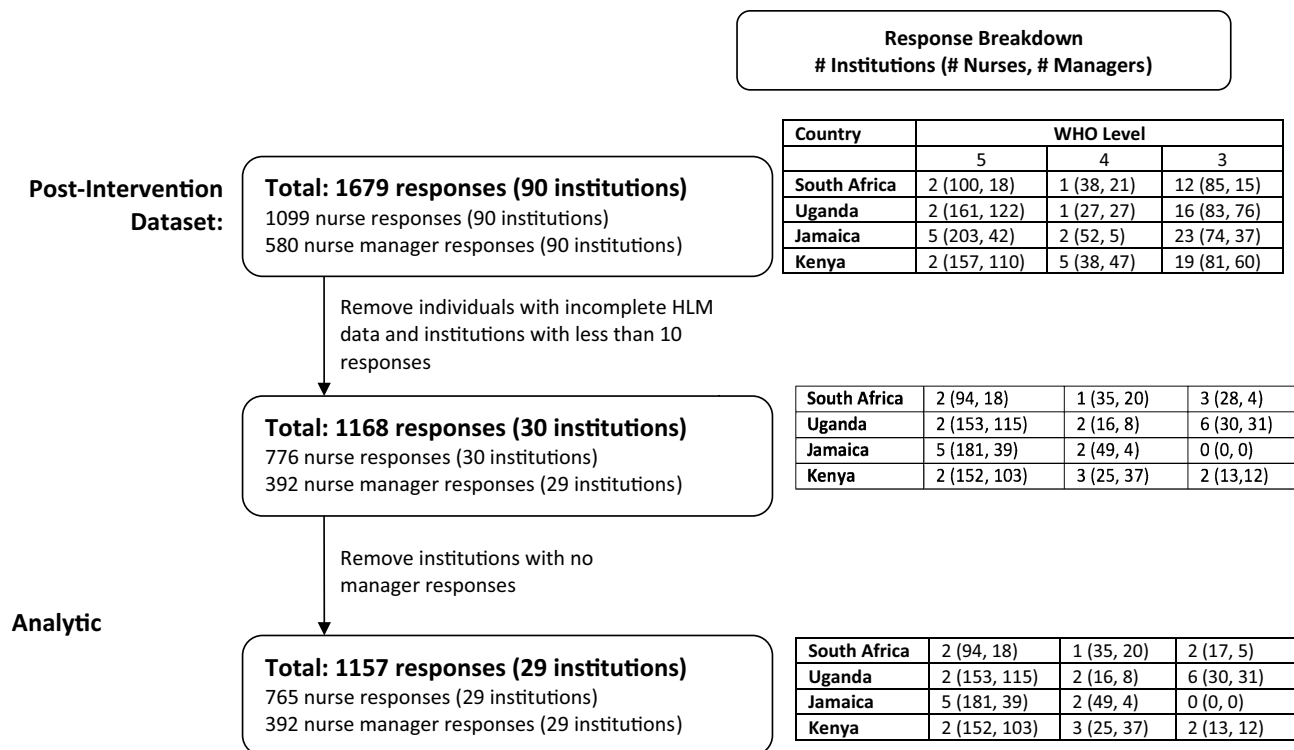 Response Breakdown
# Institutions (# Nurses, # Managers)
Post-Intervention
Dataset:
Total: 1679 responses (90 institutions)
1099 nurse responses (90 institutions)
580 nurse manager responses (90 institutions)
Country WHO Level
5 4 3
South Africa 2 (100, 18) 1 (38, 21) 12 (85, 15)
Uganda 2 (161, 122) 1 (27, 27) 16 (83, 76)
Jamaica 5 (203, 42) 2 (52, 5) 23 (74, 37)
Kenya 2 (157, 110) 5 (38, 47) 19 (81, 60)
Remove individuals with incomplete HLM
data and institutions with less than 10
responses
Total: 1168 responses (30 institutions)
776 nurse responses (30 institutions)
392 nurse manager responses (29 institutions)
South Africa 2 (94, 18) 1 (35, 20) 3 (28, 4)
Uganda 2 (153, 115) 2 (16, 8) 6 (30, 31)
Jamaica 5 (181, 39) 2 (49, 4) 0 (0, 0)
Kenya 2 (152, 103) 3 (25, 37) 2 (13,12)
Remove institutions with no
manager responses
Analytic
Total: 1157 responses (29 institutions)
765 nurse responses (29 institutions)
392 nurse manager responses (29 institutions)
South Africa 2 (94, 18) 1 (35, 20) 2 (17, 5)
Uganda 2 (153, 115) 2 (16, 8) 6 (30, 31)
Jamaica 5 (181, 39) 2 (49, 4) 0 (0, 0)
Kenya 2 (152, 103) 3 (25, 37) 2 (13, 12)